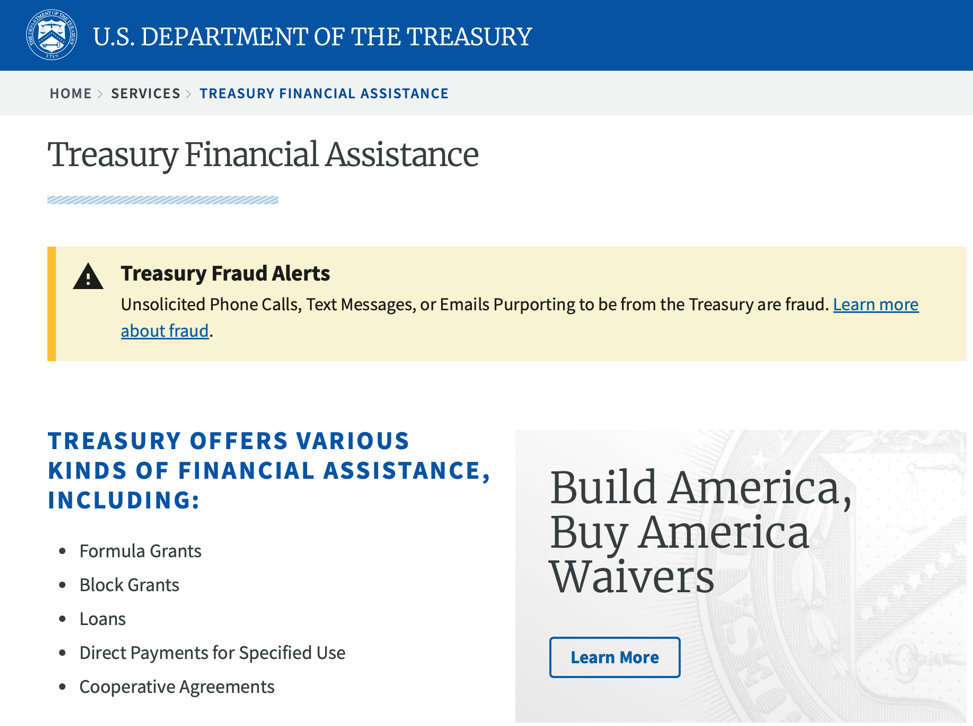 U.S. DEPARTMENT OF THE TREASURY
HOME > SERVICES > TREASURY FINANCIAL ASSISTANCE
Treasury Financial Assistance
Treasury Fraud Alerts
Unsolicited Phone Calls, Text Messages, or Emails Purporting to be from the Treasury are fraud. Learn more
about fraud.
TREASURY OFFERS VARIOUS
KINDS OF FINANCIAL ASSISTANCE,
INCLUDING:
• Formula Grants
• Block Grants
• Loans
• Direct Payments for Specified Use
• Cooperative Agreements
Build America,
Buy America
Waivers
Learn More